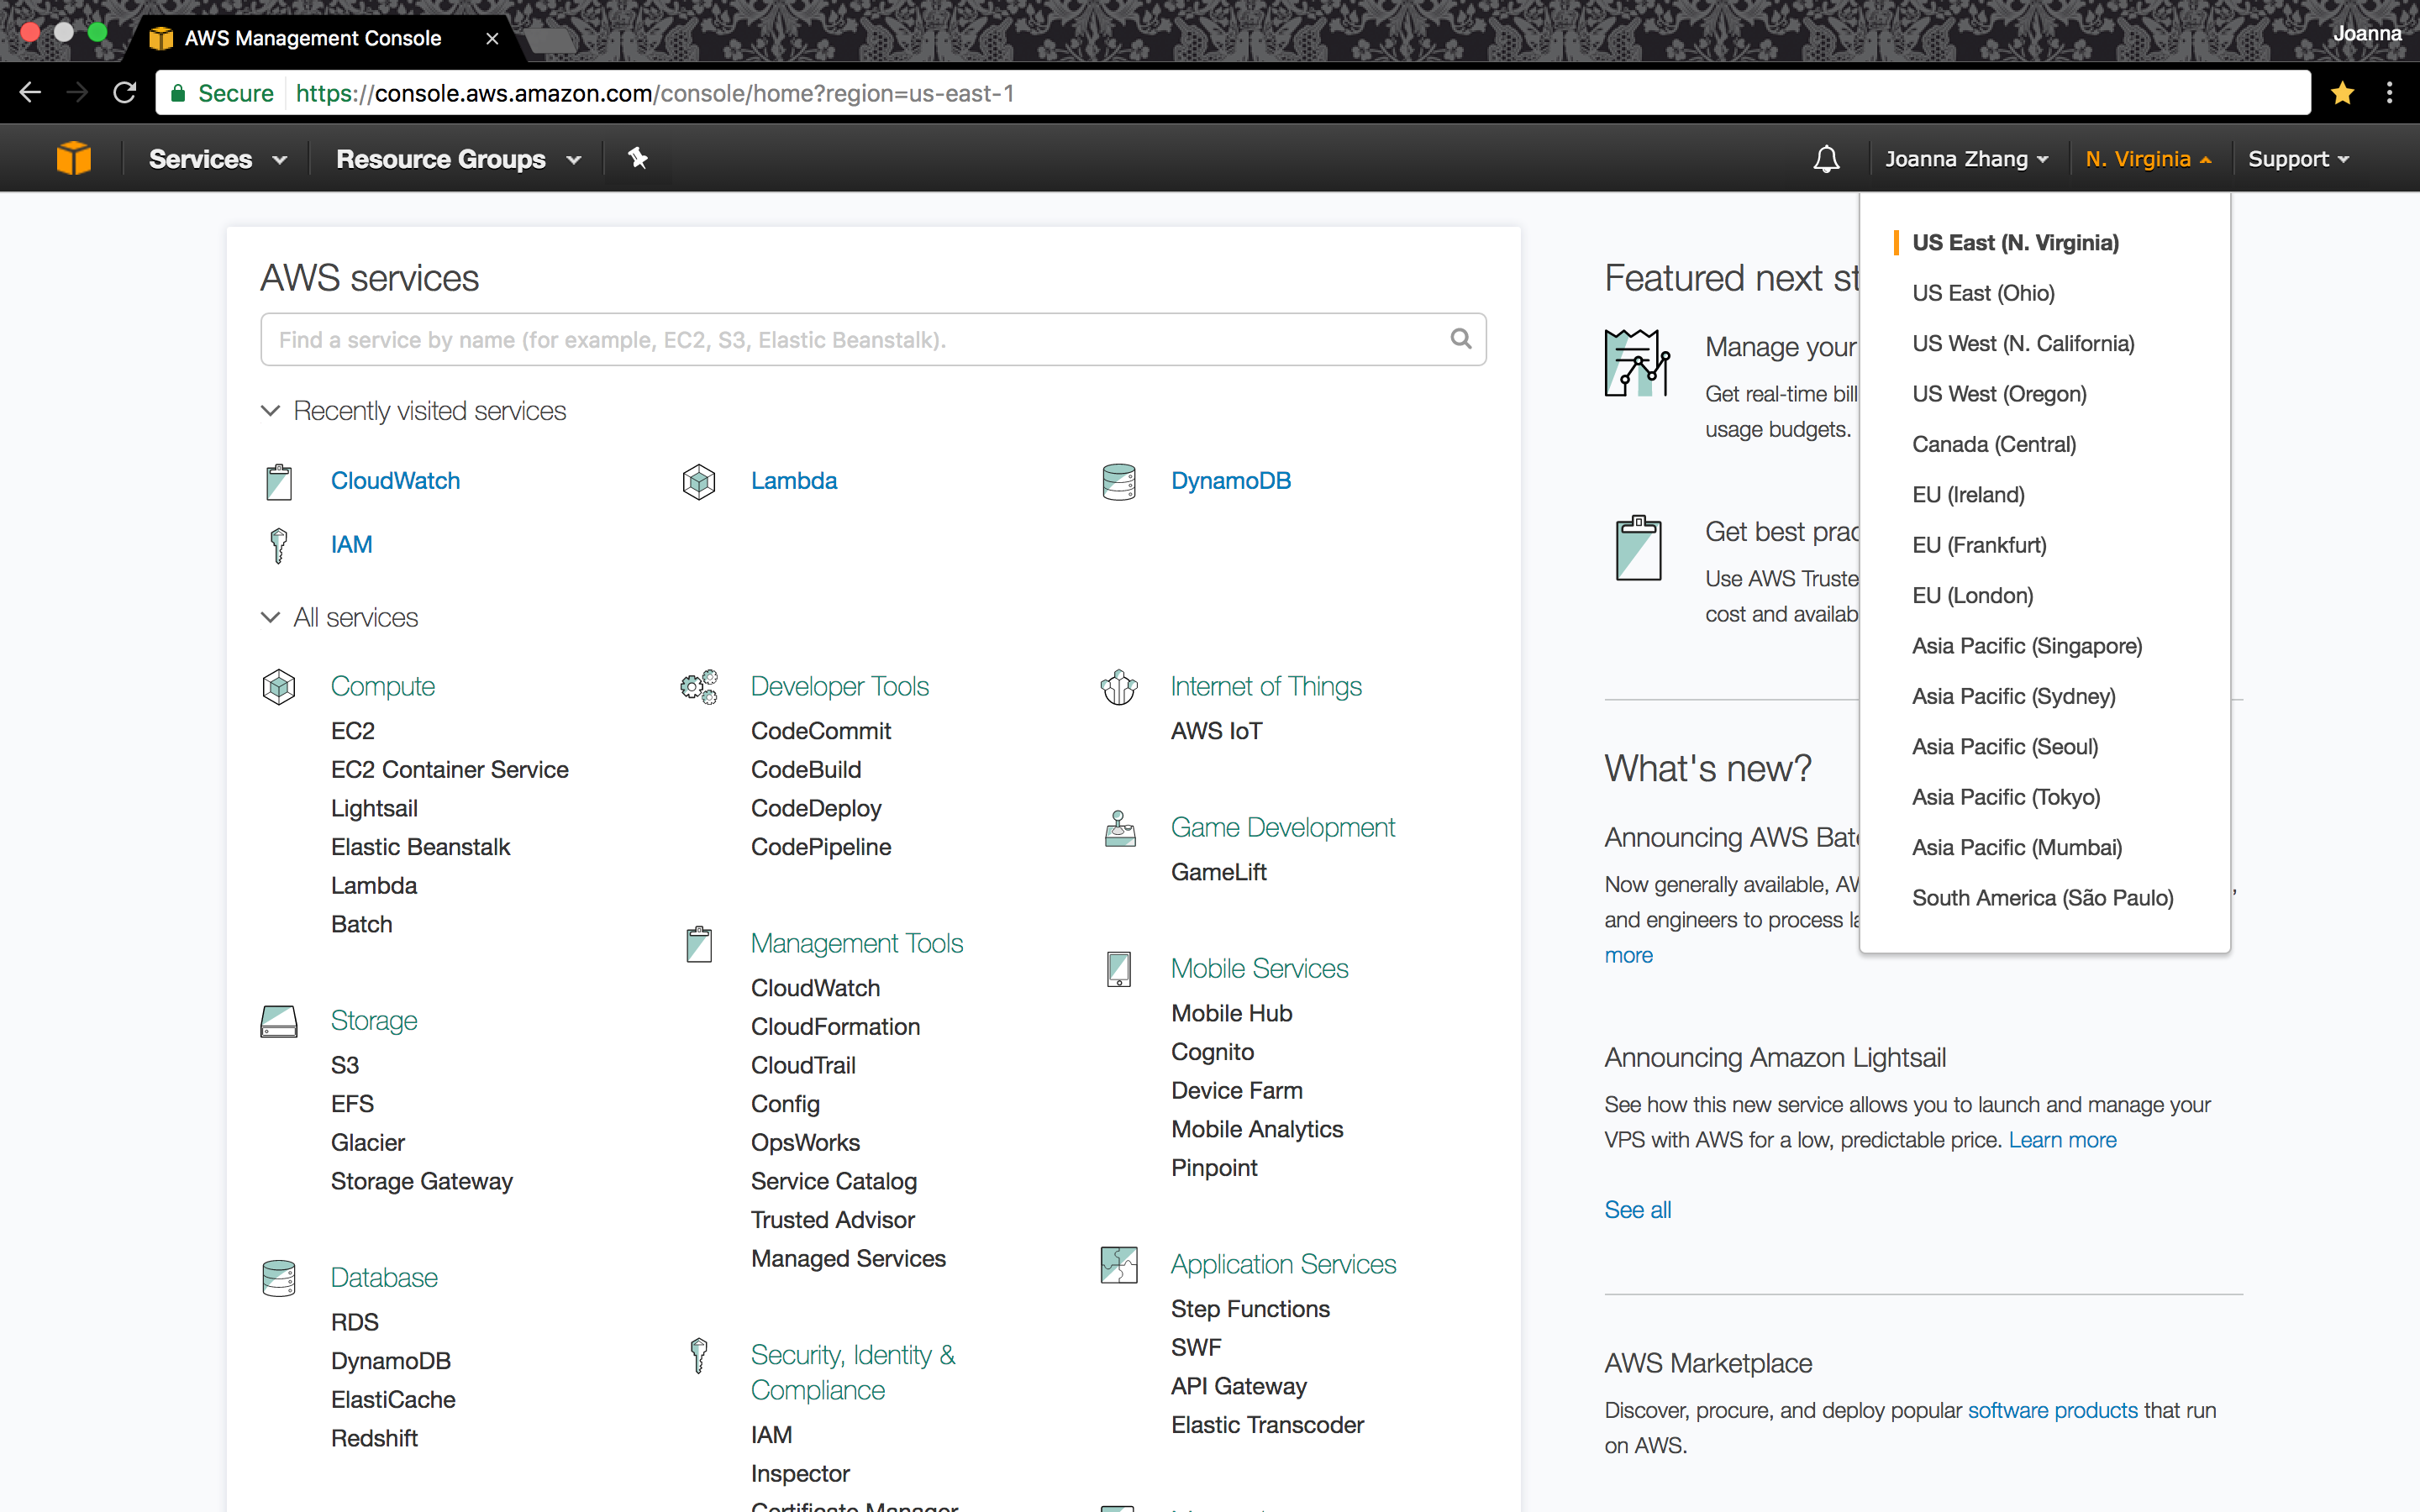 AWS Management Console
Joanna
Secure https://console.aws.amazon.com/console/home?region=us-east-1
Services Resource Groups Joanna Zhang N. Virginia Support
AWS services
Find a service by name (for example, EC2, S3, Elastic Beanstalk).
Recently visited services
CloudWatch
Lambda
DynamoDB
IAM
All services
Compute
EC2
EC2 Container Service
Lightsail
Elastic Beanstalk
Lambda
Batch
Storage
S3
EFS
Glacier
Storage Gateway
Database
RDS
DynamoDB
ElastiCache
Redshift
Developer Tools
CodeCommit
CodeBuild
CodeDeploy
CodePipeline
Management Tools
CloudWatch
CloudFormation
CloudTrail
Config
OpsWorks
Service Catalog
Trusted Advisor
Managed Services
Security, Identity &
Compliance
IAM
Inspector
Certificate Manager
Internet of Things
AWS IoT
Game Development
GameLift
Mobile Services
Mobile Hub
Cognito
Device Farm
Mobile Analytics
Pinpoint
Application Services
Step Functions
SWF
API Gateway
Elastic Transcoder
Featured next st
Manage your
Get real-time bill
usage budgets.
Get best prac
Use AWS Truste
cost and availab
What's new?
Announcing AWS Batc
Now generally available, AW ,
and engineers to process la
more
Announcing Amazon Lightsail
See how this new service allows you to launch and manage your
VPS with AWS for a low, predictable price. Learn more
See all
AWS Marketplace
Discover, procure, and deploy popular software products that run
on AWS.
US East (N. Virginia)
US East (Ohio)
US West (N. California)
US West (Oregon)
Canada (Central)
EU (Ireland)
EU (Frankfurt)
EU (London)
Asia Pacific (Singapore)
Asia Pacific (Sydney)
Asia Pacific (Seoul)
Asia Pacific (Tokyo)
Asia Pacific (Mumbai)
South America (São Paulo)